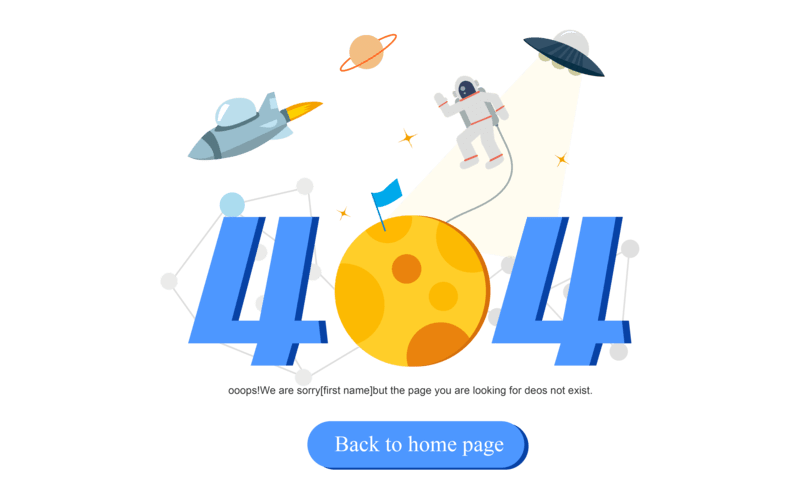 404
ooops!We are sorry[first name]but the page you are looking for deos not exist.
Back to home page